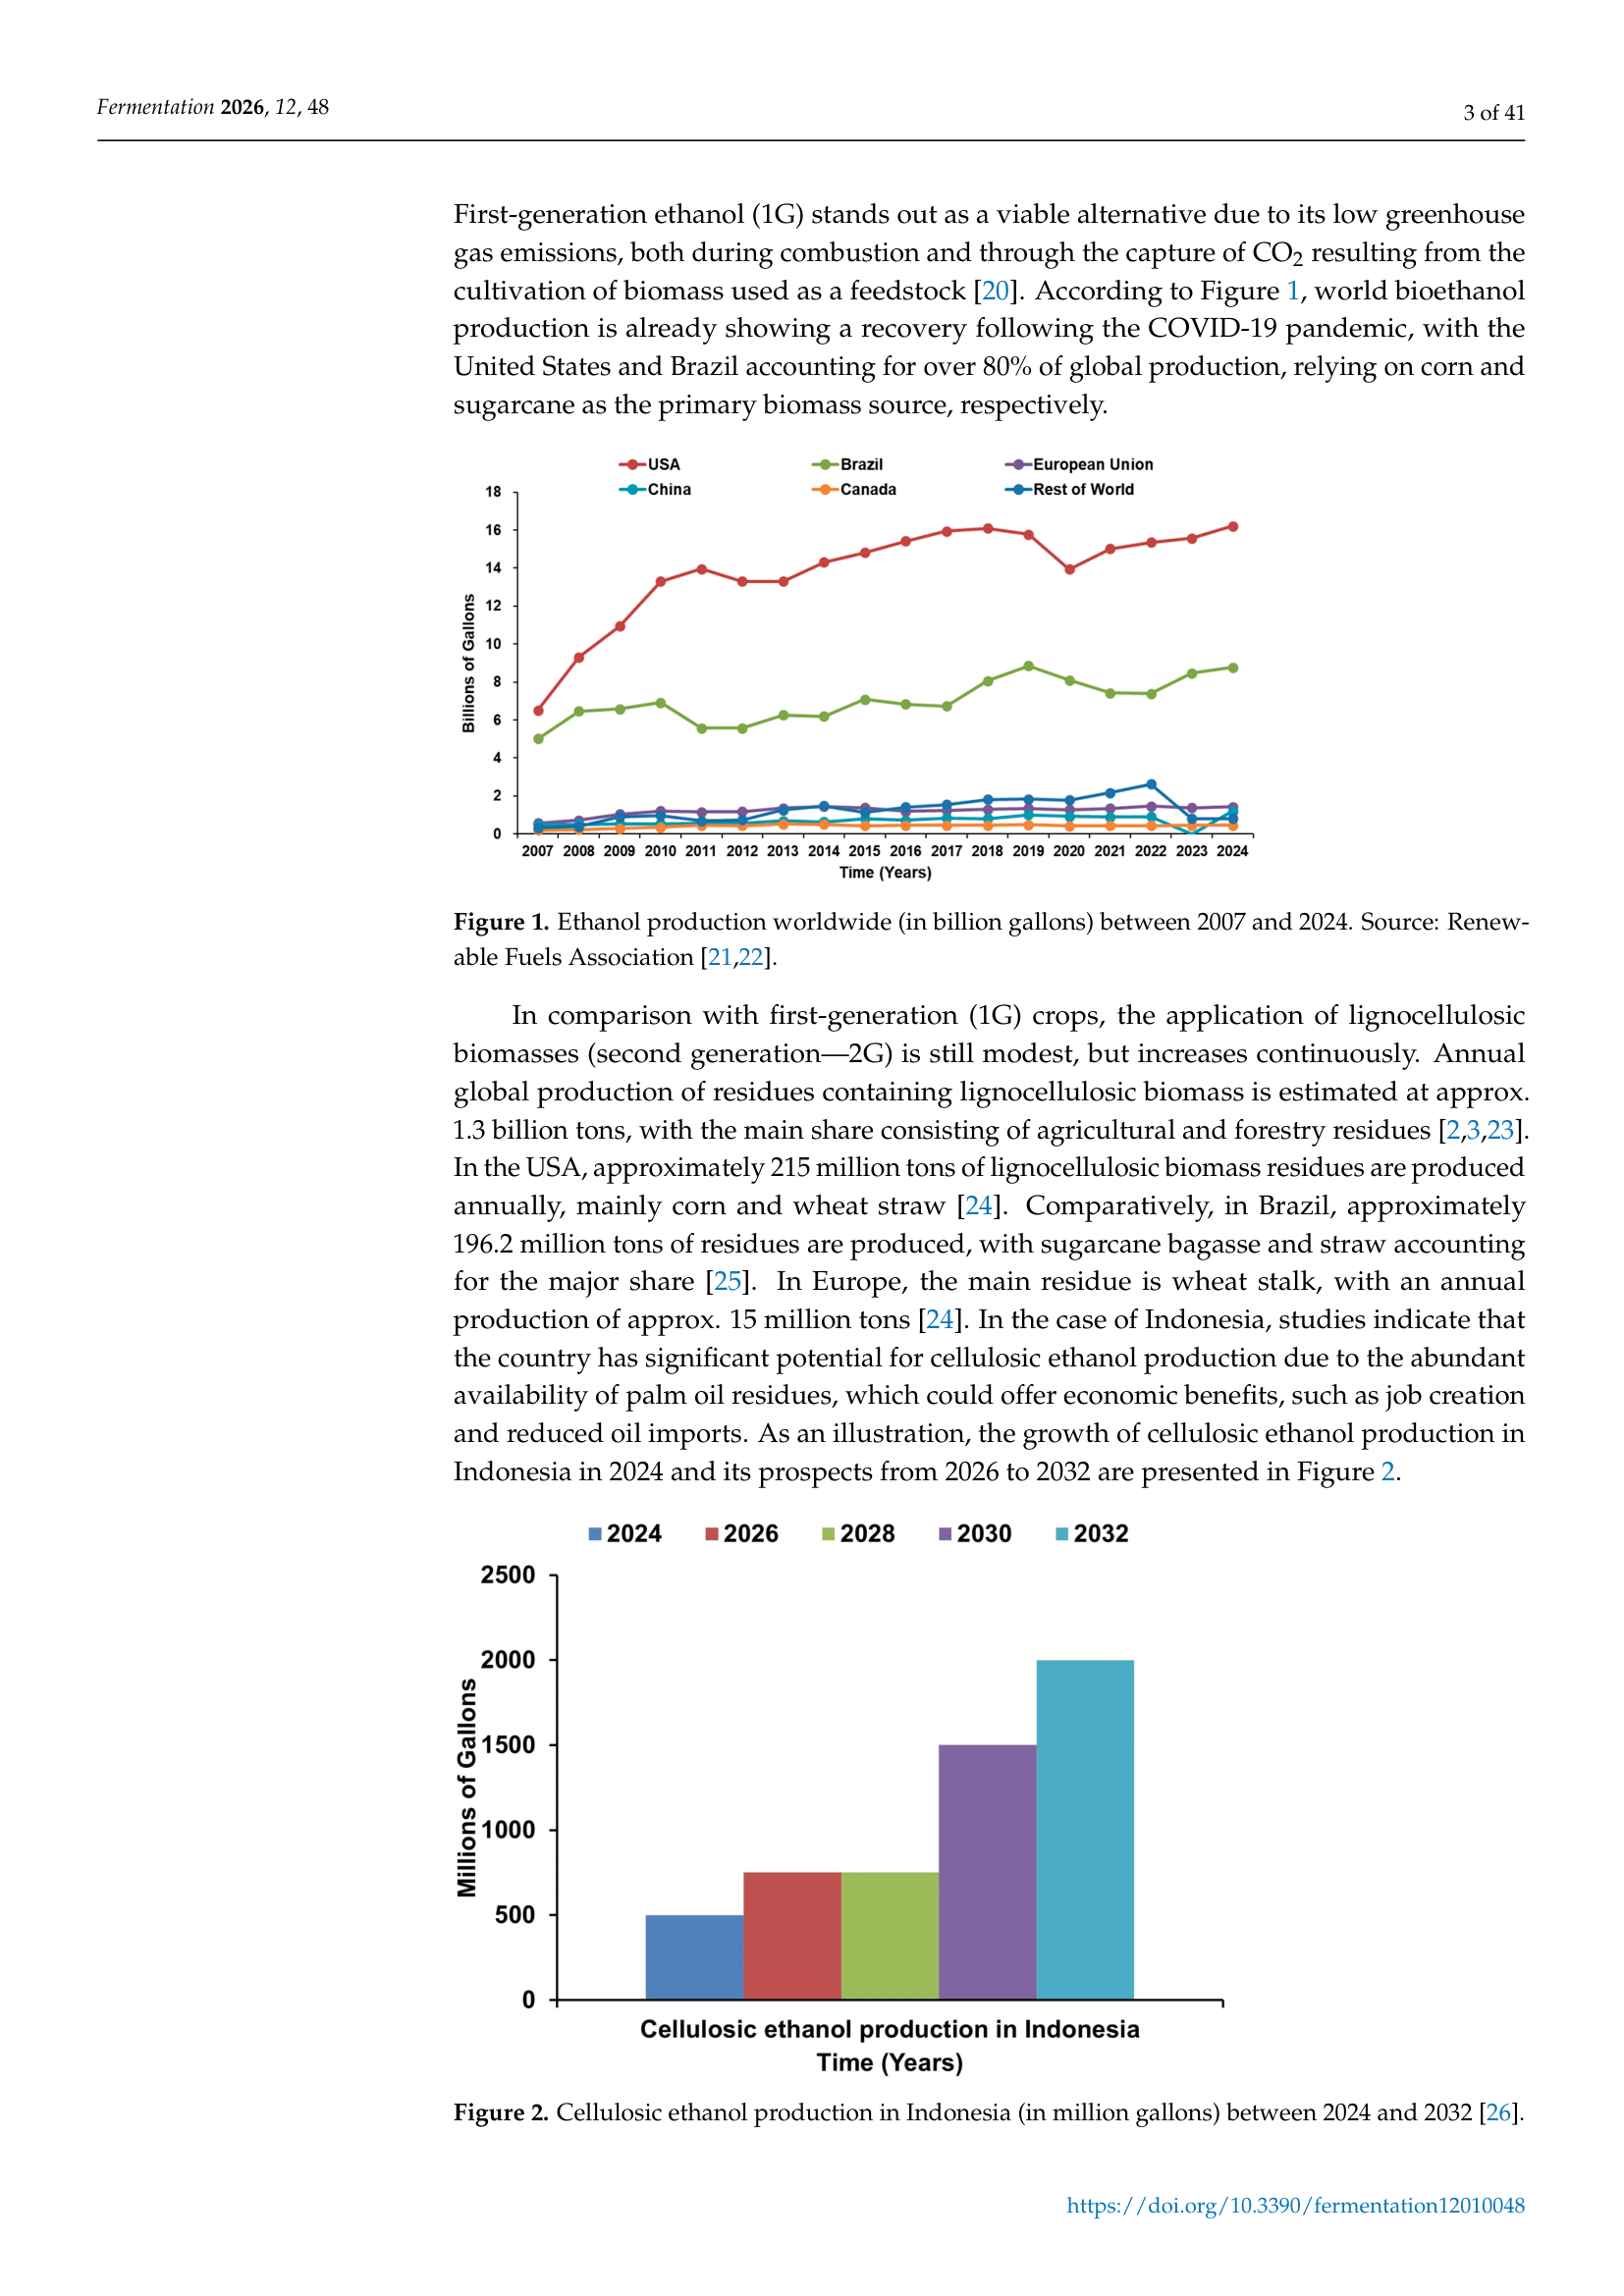 Fermentation 2026, 12, 48
3 of 41
First-generation ethanol (1G) stands out as a viable alternative due to its low greenhouse
gas emissions, both during combustion and through the capture of CO₂ resulting from the
cultivation of biomass used as a feedstock [20]. According to Figure 1, world bioethanol
production is already showing a recovery following the COVID-19 pandemic, with the
United States and Brazil accounting for over 80% of global production, relying on corn and
sugarcane as the primary biomass source, respectively.
USA
Brazil
European Union
China
Canada
Rest of World
18
16
14
12
10
8
6
4
2
0
Billions of Gallons
2007 2008 2009 2010 2011 2012 2013 2014 2015 2016 2017 2018 2019 2020 2021 2022 2023 2024
Time (Years)
Figure 1. Ethanol production worldwide (in billion gallons) between 2007 and 2024. Source: Renew-
able Fuels Association [21,22].
In comparison with first-generation (1G) crops, the application of lignocellulosic
biomasses (second generation—2G) is still modest, but increases continuously. Annual
global production of residues containing lignocellulosic biomass is estimated at approx.
1.3 billion tons, with the main share consisting of agricultural and forestry residues [2,3,23].
In the USA, approximately 215 million tons of lignocellulosic biomass residues are produced
annually, mainly corn and wheat straw [24]. Comparatively, in Brazil, approximately
196.2 million tons of residues are produced, with sugarcane bagasse and straw accounting
for the major share [25]. In Europe, the main residue is wheat stalk, with an annual
production of approx. 15 million tons [24]. In the case of Indonesia, studies indicate that
the country has significant potential for cellulosic ethanol production due to the abundant
availability of palm oil residues, which could offer economic benefits, such as job creation
and reduced oil imports. As an illustration, the growth of cellulosic ethanol production in
Indonesia in 2024 and its prospects from 2026 to 2032 are presented in Figure 2.
2024 2026 2028 2030 2032
2500
2000
1500
1000
500
0
Millions of Gallons
Cellulosic ethanol production in Indonesia
Time (Years)
Figure 2. Cellulosic ethanol production in Indonesia (in million gallons) between 2024 and 2032 [26].
https://doi.org/10.3390/fermentation12010048